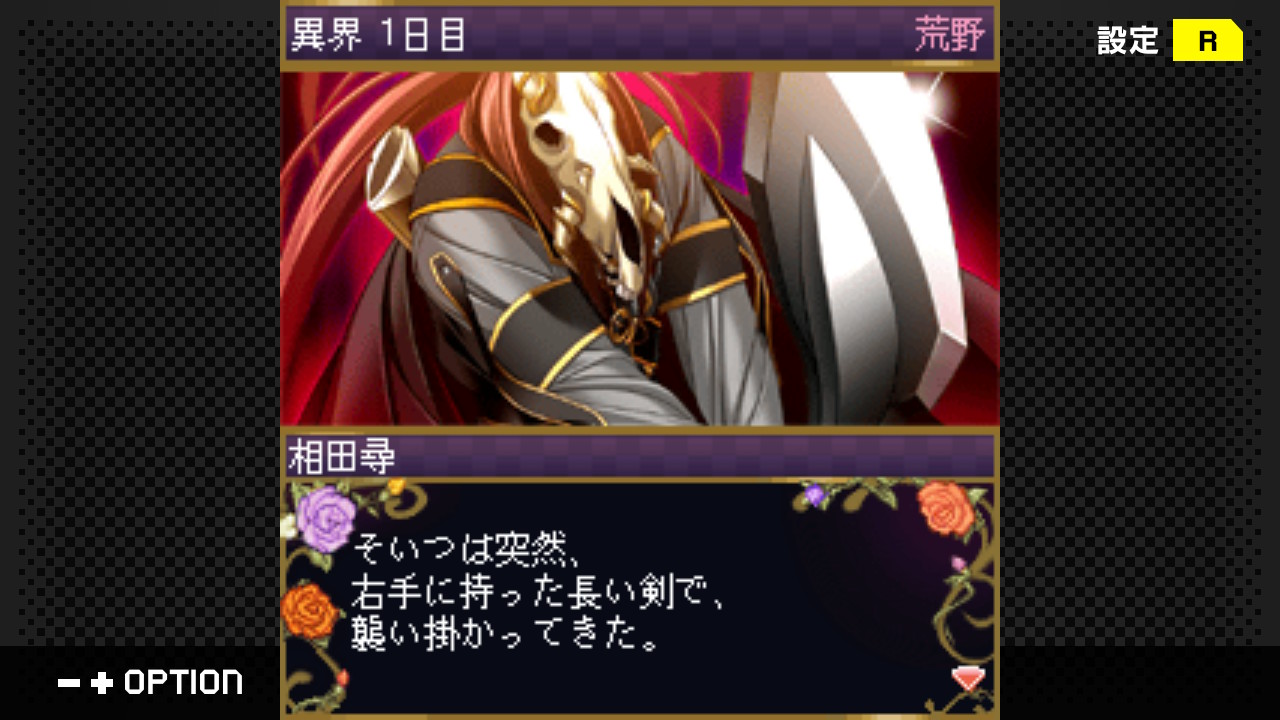 異界 1日目
荒野
設定 R
相田尋
そいつは突然、
右手に持った長い剣で、
襲い掛かってきた。
－＋ OPTION